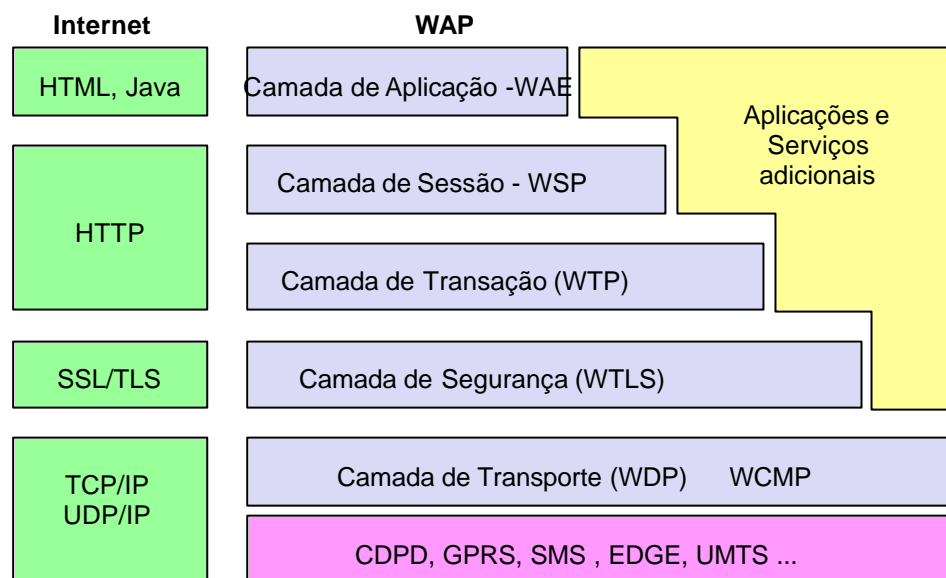 Internet
WAP
HTML, Java
Camada de Aplicação -WAE
Aplicações e
Serviços
adicionais
HTTP
Camada de Sessão - WSP
Camada de Transação (WTP)
SSL/TLS
Camada de Segurança (WTLS)
TCP/IP
UDP/IP
Camada de Transporte (WDP) WCMP
CDPD, GPRS, SMS , EDGE, UMTS ...